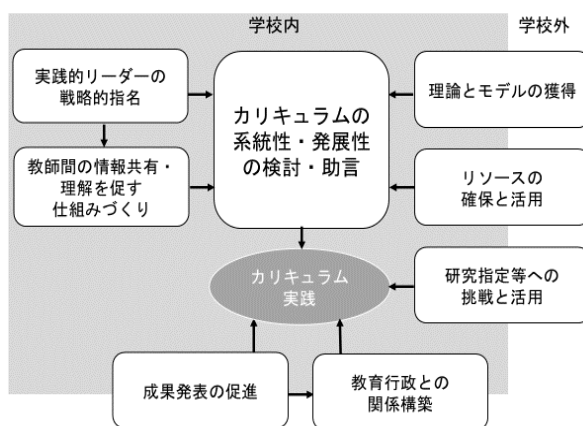 学校内
学校外
実践的リーダーの
戦略的指名
カリキュラムの
系統性・発展性
の検討・助言
理論とモデルの獲得
教師間の情報共有・
理解を促す
仕組みづくり
リソースの
確保と活用
カリキュラム
実践
研究指定等への
挑戦と活用
成果発表の促進
教育行政との
関係構築